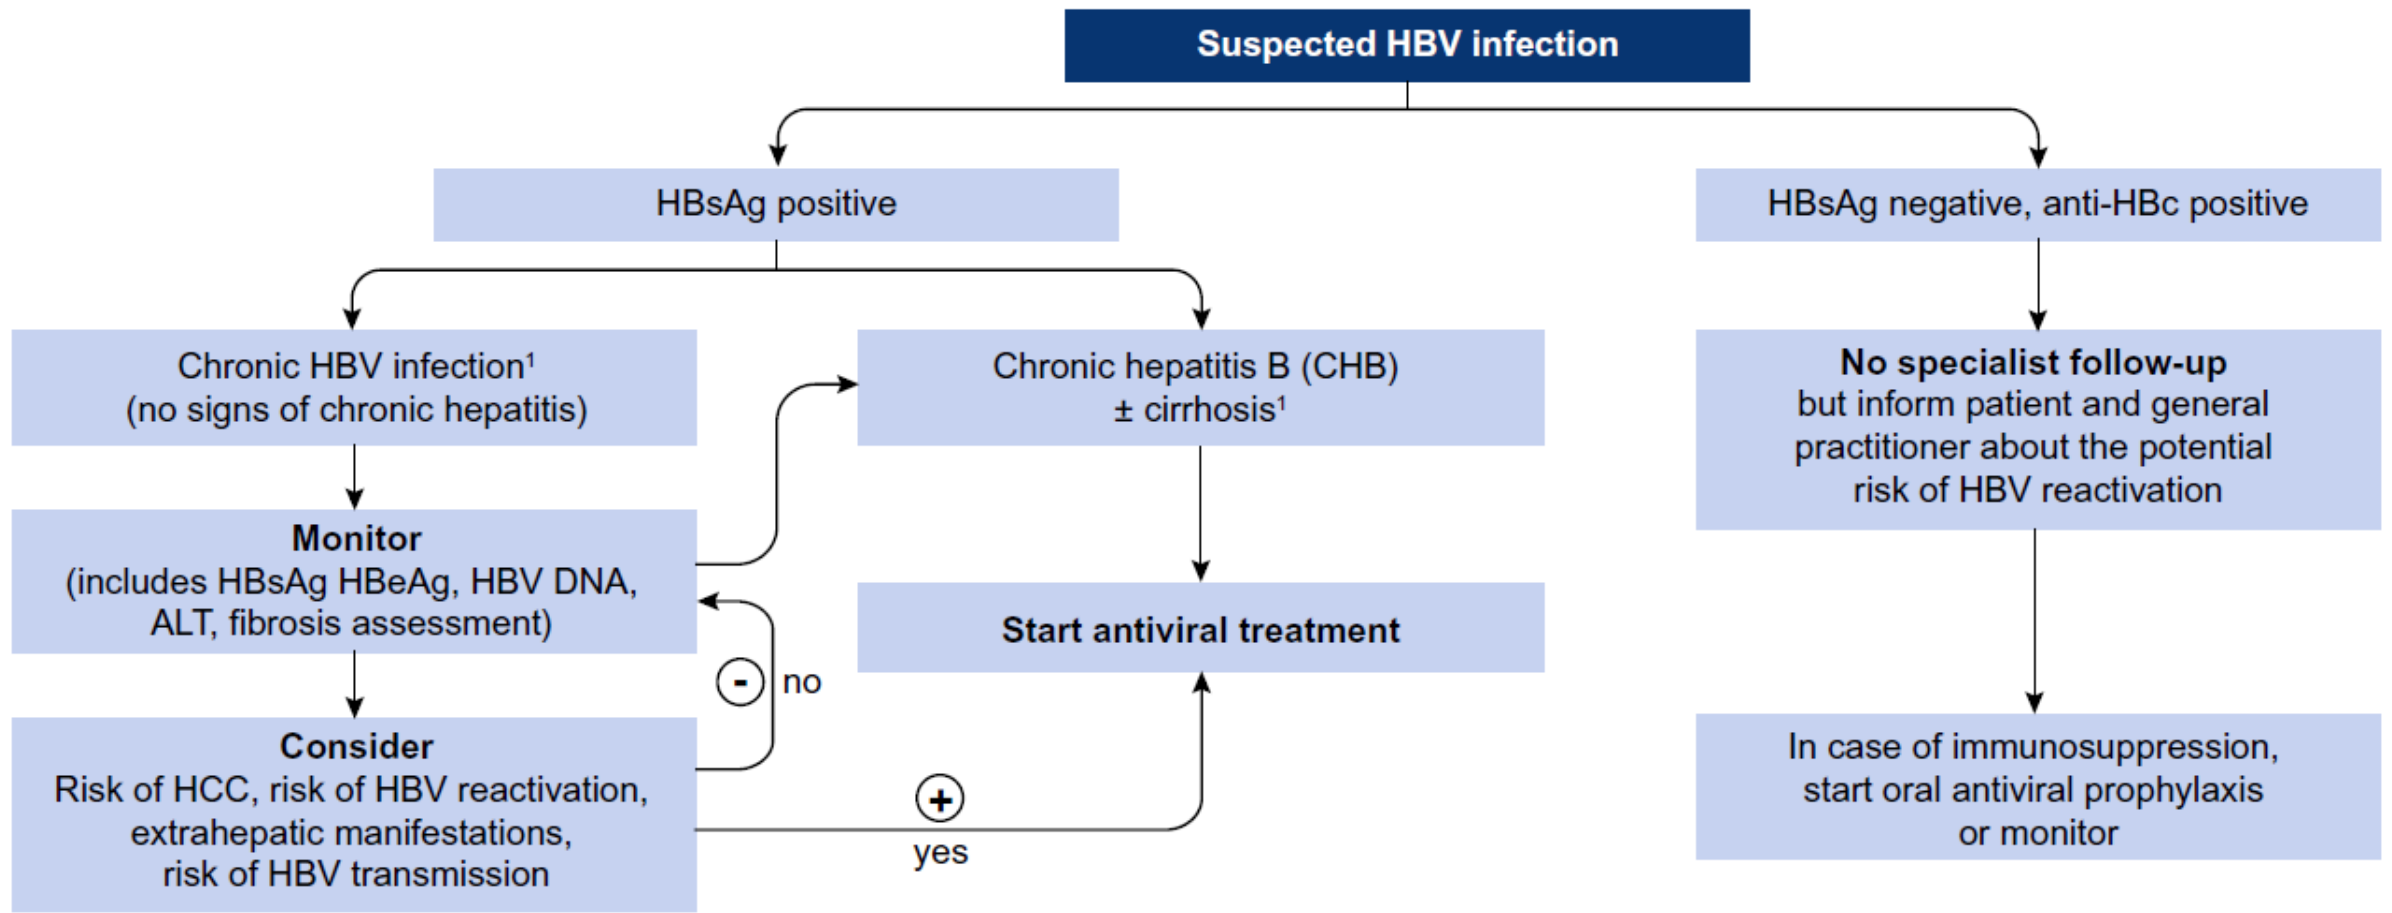 Suspected HBV infection
HBsAg positive
HBsAg negative, anti-HBc positive
Chronic HBV infection¹
(no signs of chronic hepatitis)
Chronic hepatitis B (CHB)
± cirrhosis¹
No specialist follow-up
but inform patient and general
practitioner about the potential
risk of HBV reactivation
Monitor
(includes HBsAg HBeAg, HBV DNA,
ALT, fibrosis assessment)
Start antiviral treatment
-
no
Consider
Risk of HCC, risk of HBV reactivation,
extrahepatic manifestations,
risk of HBV transmission
+
yes
In case of immunosuppression,
start oral antiviral prophylaxis
or monitor